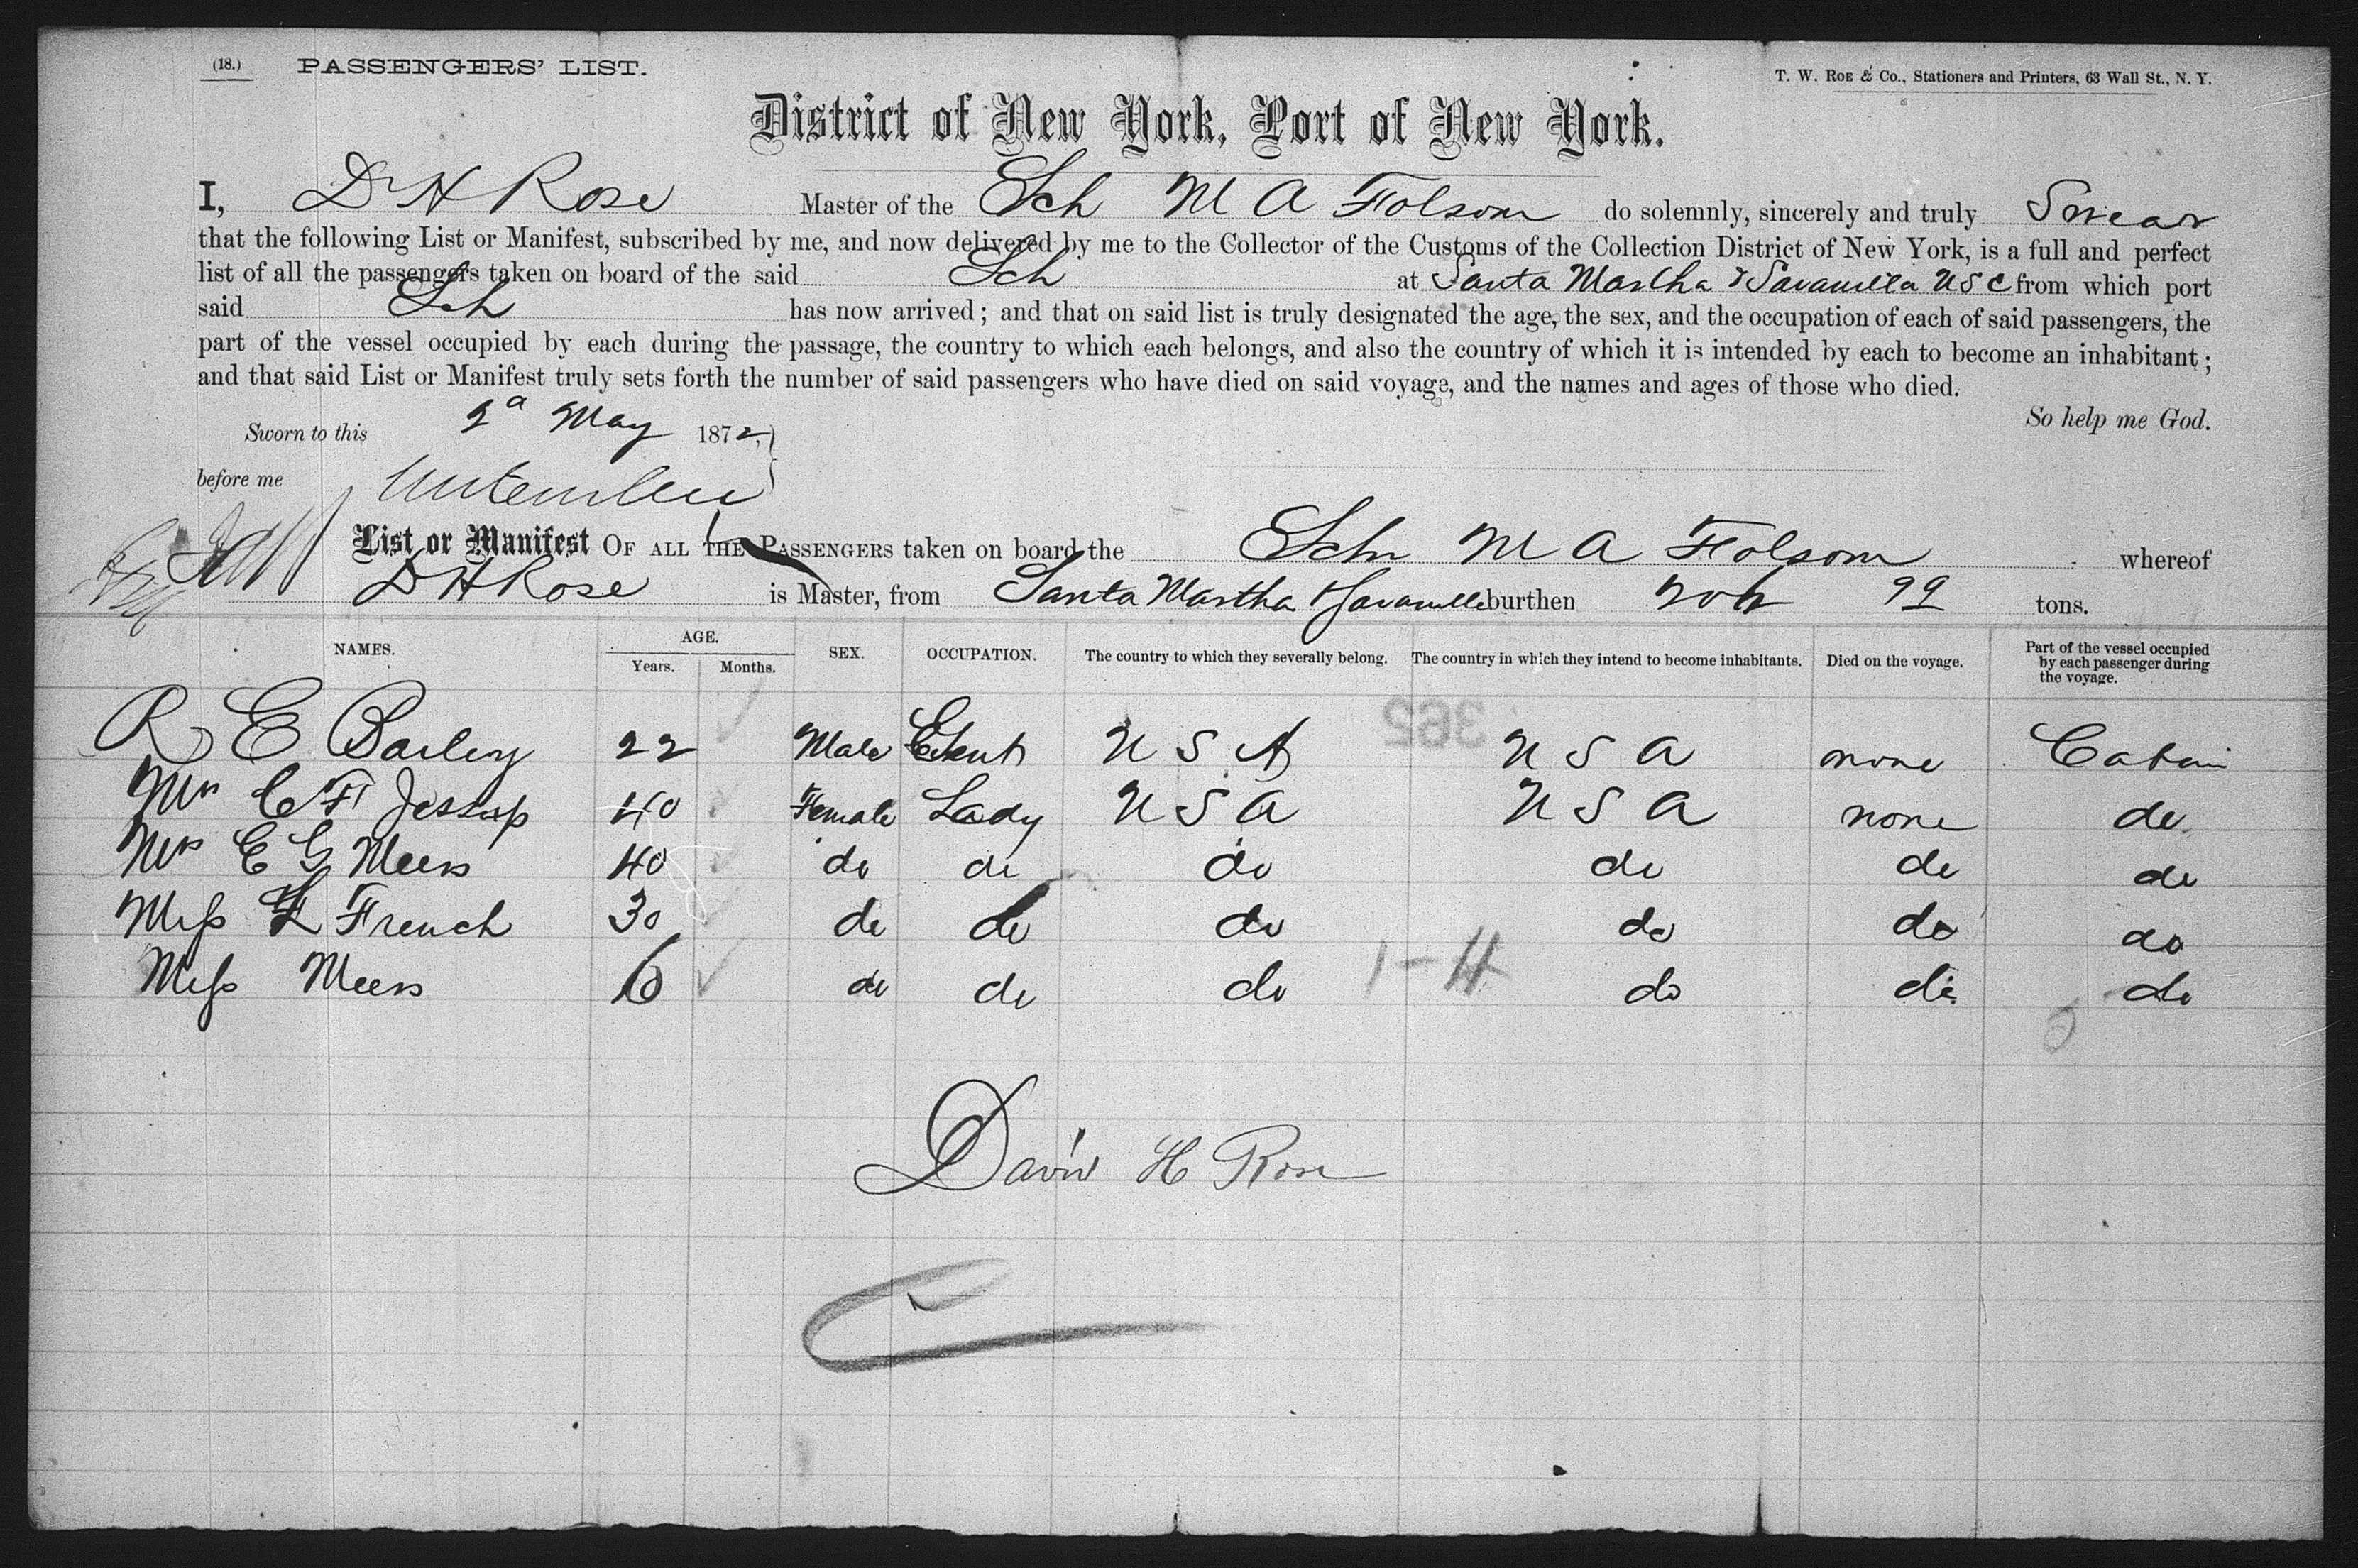 (18.) PASSENGERS' LIST.
T. W. ROE & Co., Stationers and Printers, 63 Wall St., N. Y.
District of New York, Port of New York.
I, D H Rose Master of the Sch M A Folsom do solemnly, sincerely and truly Swear
that the following List or Manifest, subscribed by me, and now delivered by me to the Collector of the Customs of the Collection District of New York, is a full and perfect
list of all the passengers taken on board of the said Sch at Santa Martha & Savanilla U S C from which port
said Sch has now arrived; and that on said list is truly designated the age, the sex, and the occupation of each of said passengers, the
part of the vessel occupied by each during the passage, the country to which each belongs, and also the country of which it is intended by each to become an inhabitant;
and that said List or Manifest truly sets forth the number of said passengers who have died on said voyage, and the names and ages of those who died.
So help me God.
Sworn to this 2d May 1872,
before me
List or Manifest OF ALL THE PASSENGERS taken on board the Schr M A Folsom whereof
D H Rose is Master, from Santa Martha & Savanilla burthen 99 tons.
NAMES. AGE. Years. Months. SEX. OCCUPATION. The country to which they severally belong. The country in which they intend to become inhabitants. Died on the voyage. Part of the vessel occupied by each passenger during the voyage.
385
R E Bailey 22 Male U S A U S A none Cabin
Mrs C F Jessup 40 Female Lady U S A U S A none do
Mrs E G Meers 40 do do do do do do
Miss F French 30 do do do do do do
Miss Meers 6 do do do do do do
1-4
David H Rose